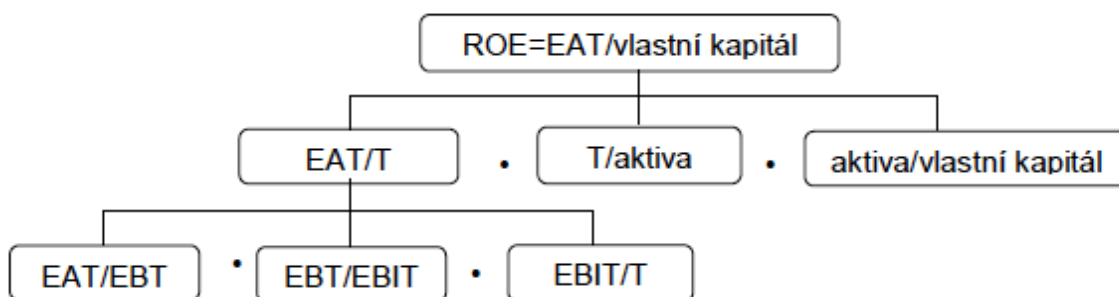 ROE=EAT/vlastní kapitál
EAT/T • T/aktiva • aktiva/vlastní kapitál
EAT/EBT • EBT/EBIT • EBIT/T